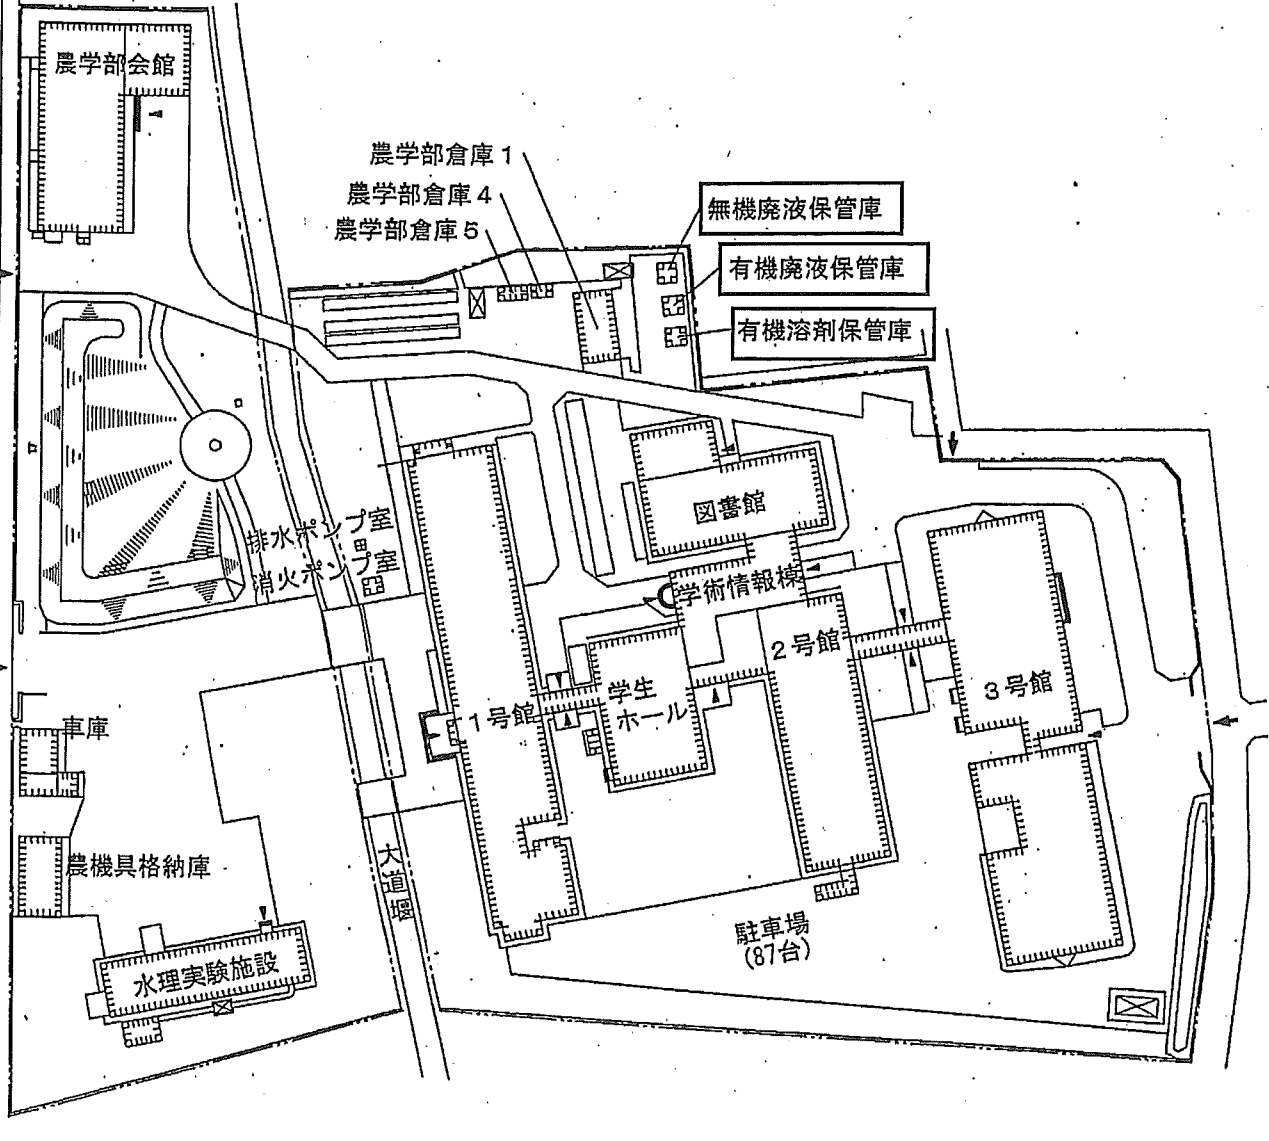 農学部会館
農学部倉庫1
農学部倉庫4
農学部倉庫5
無機廃液保管庫
有機廃液保管庫
有機溶剤保管庫
図書館
排水ポンプ室
消火ポンプ室
学術情報棟
2号館
3号館
1号館
学生
ホール
車庫
農機具格納庫
大道堰
水理実験施設
駐車場
(87台)